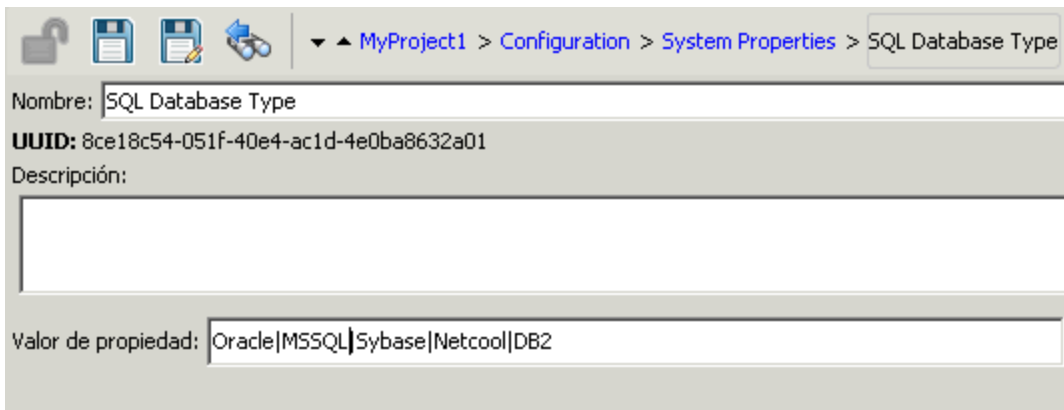 MyProject1 > Configuration > System Properties > SQL Database Type
Nombre: SQL Database Type
UUID: 8ce18c54-051f-40e4-ac1d-4e0ba8632a01
Descripción:
Valor de propiedad: Oracle|MSSQL|Sybase|Netcool|DB2